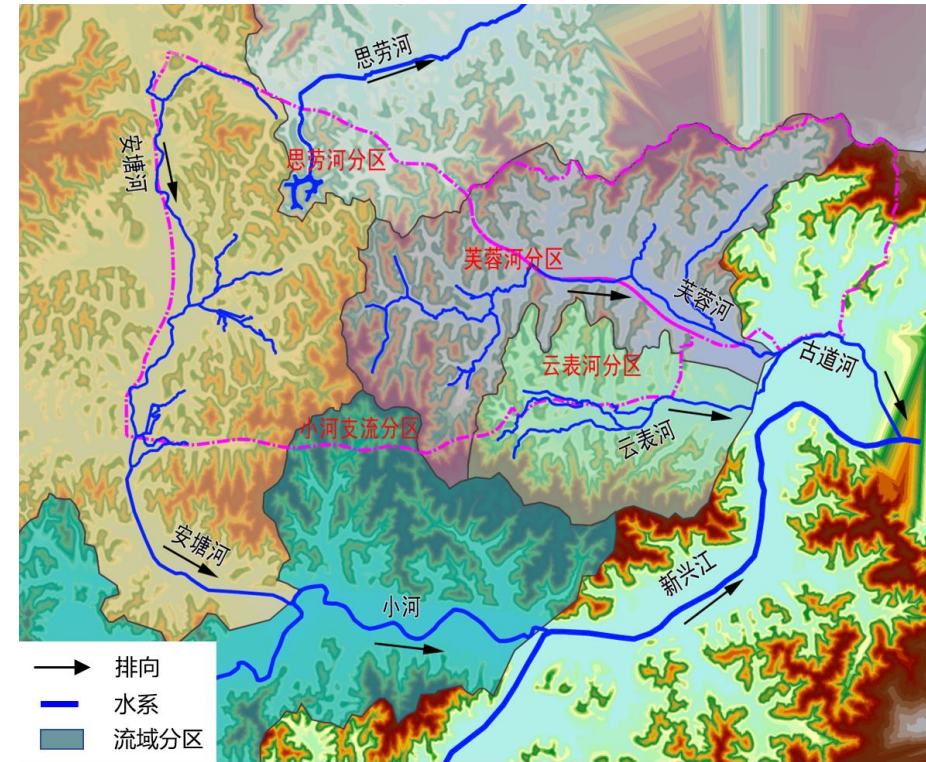 思劳河
安塘河
思劳河分区
芙蓉河分区
芙蓉河
古道河
云表河分区
小河支流分区
云表河
安塘河
新兴江
小河
排向
水系
流域分区